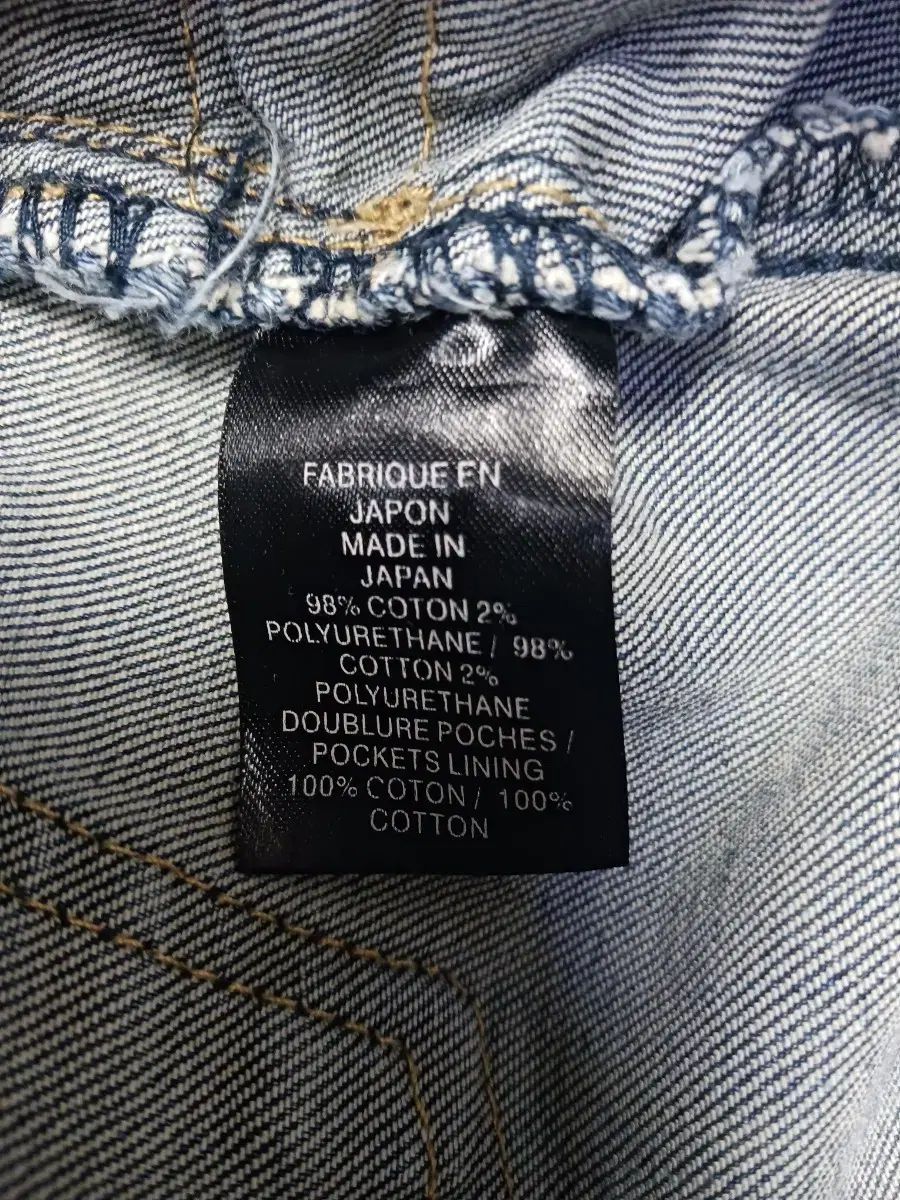 FABRIQUE EN
JAPON
MADE IN
JAPAN
98% COTON 2%
POLYURETHANE / 98%
COTTON 2%
POLYURETHANE
DOUBLURE POCHES /
POCKETS LINING
100% COTON / 100%
COTTON